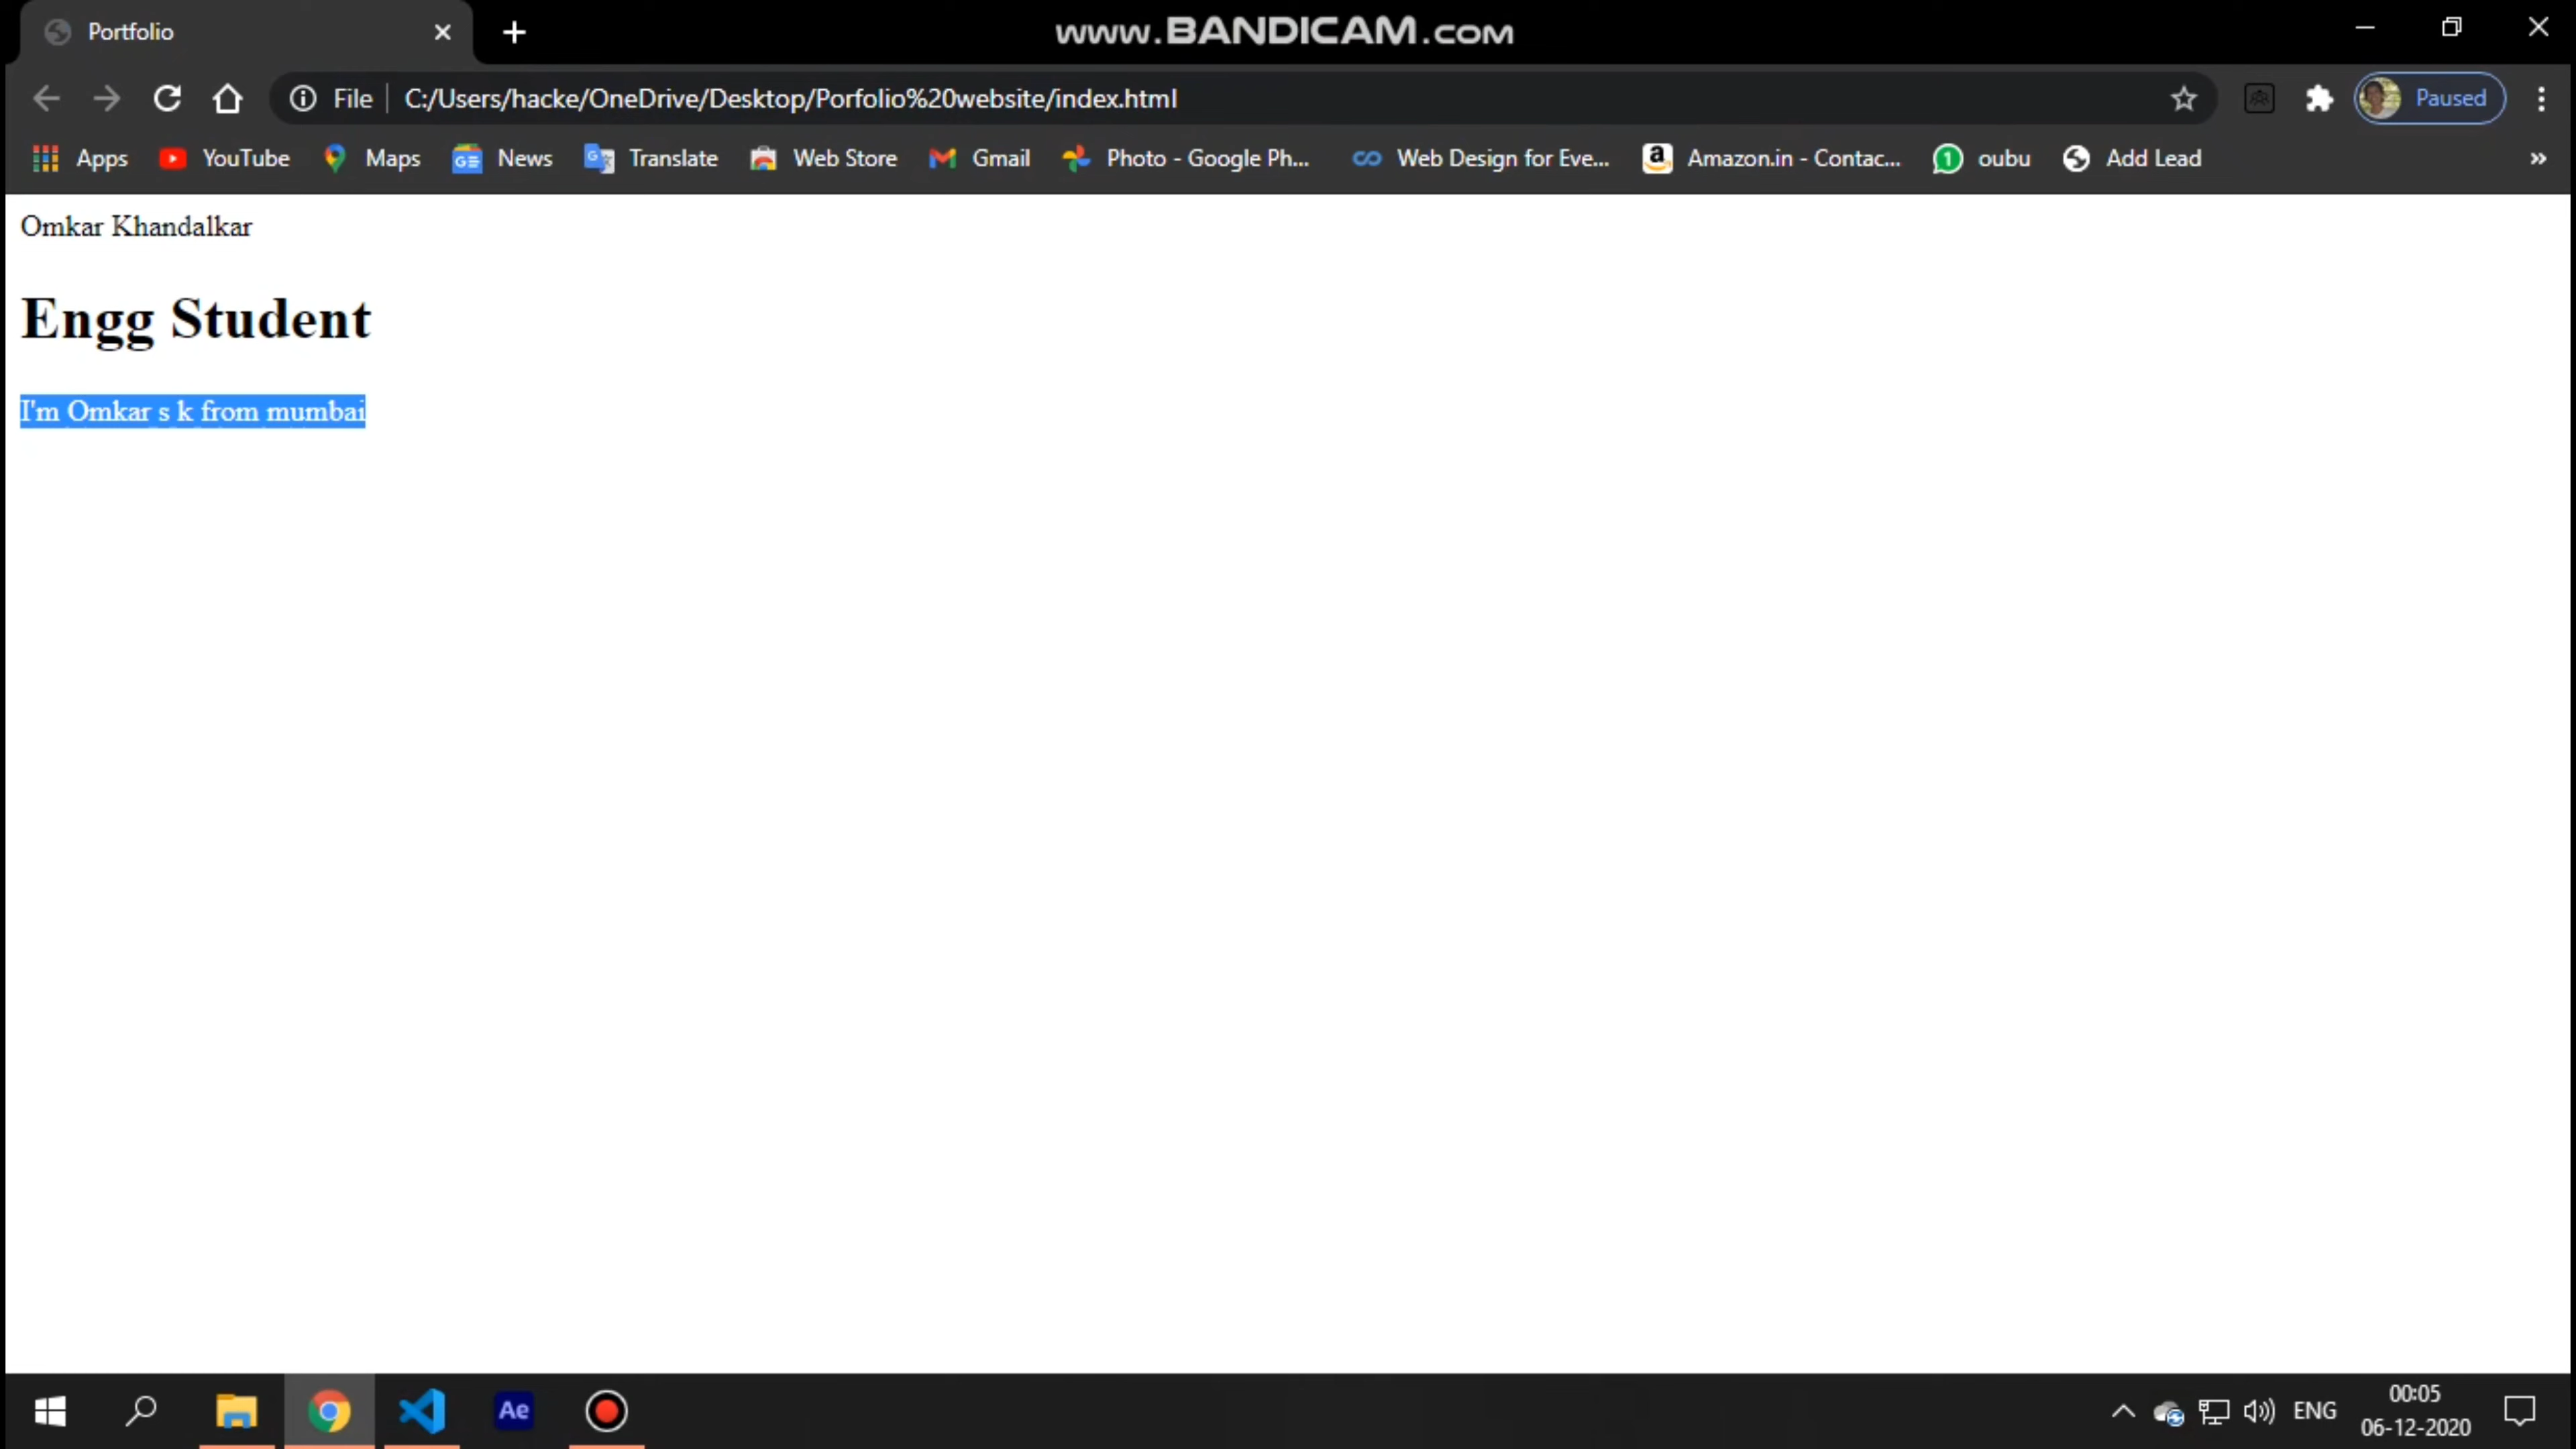 Portfolio
www.BANDICAM.com
File C:/Users/hacke/OneDrive/Desktop/Porfolio%20website/index.html
Paused
Apps YouTube Maps News Translate Web Store Gmail Photo - Google Ph... Web Design for Eve... Amazon.in - Contac... oubu Add Lead
Omkar Khandalkar
Engg Student
I'm Omkar s k from mumbai
Ae
ENG
00:05
06-12-2020